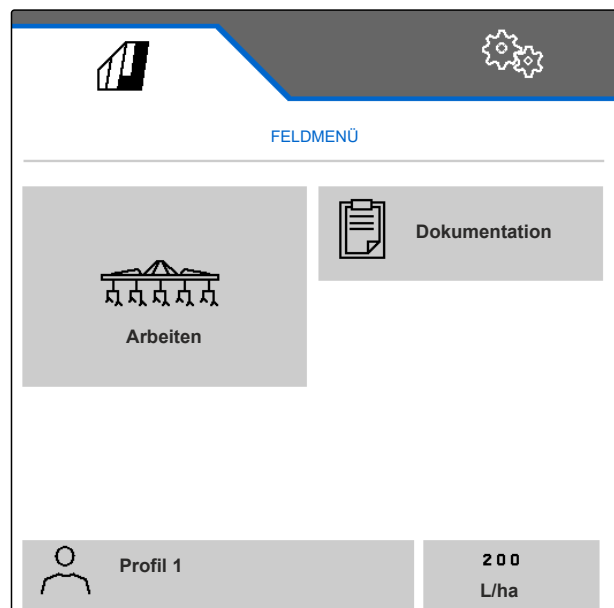 FELDMENÜ
Dokumentation
Arbeiten
Profil 1
200
L/ha